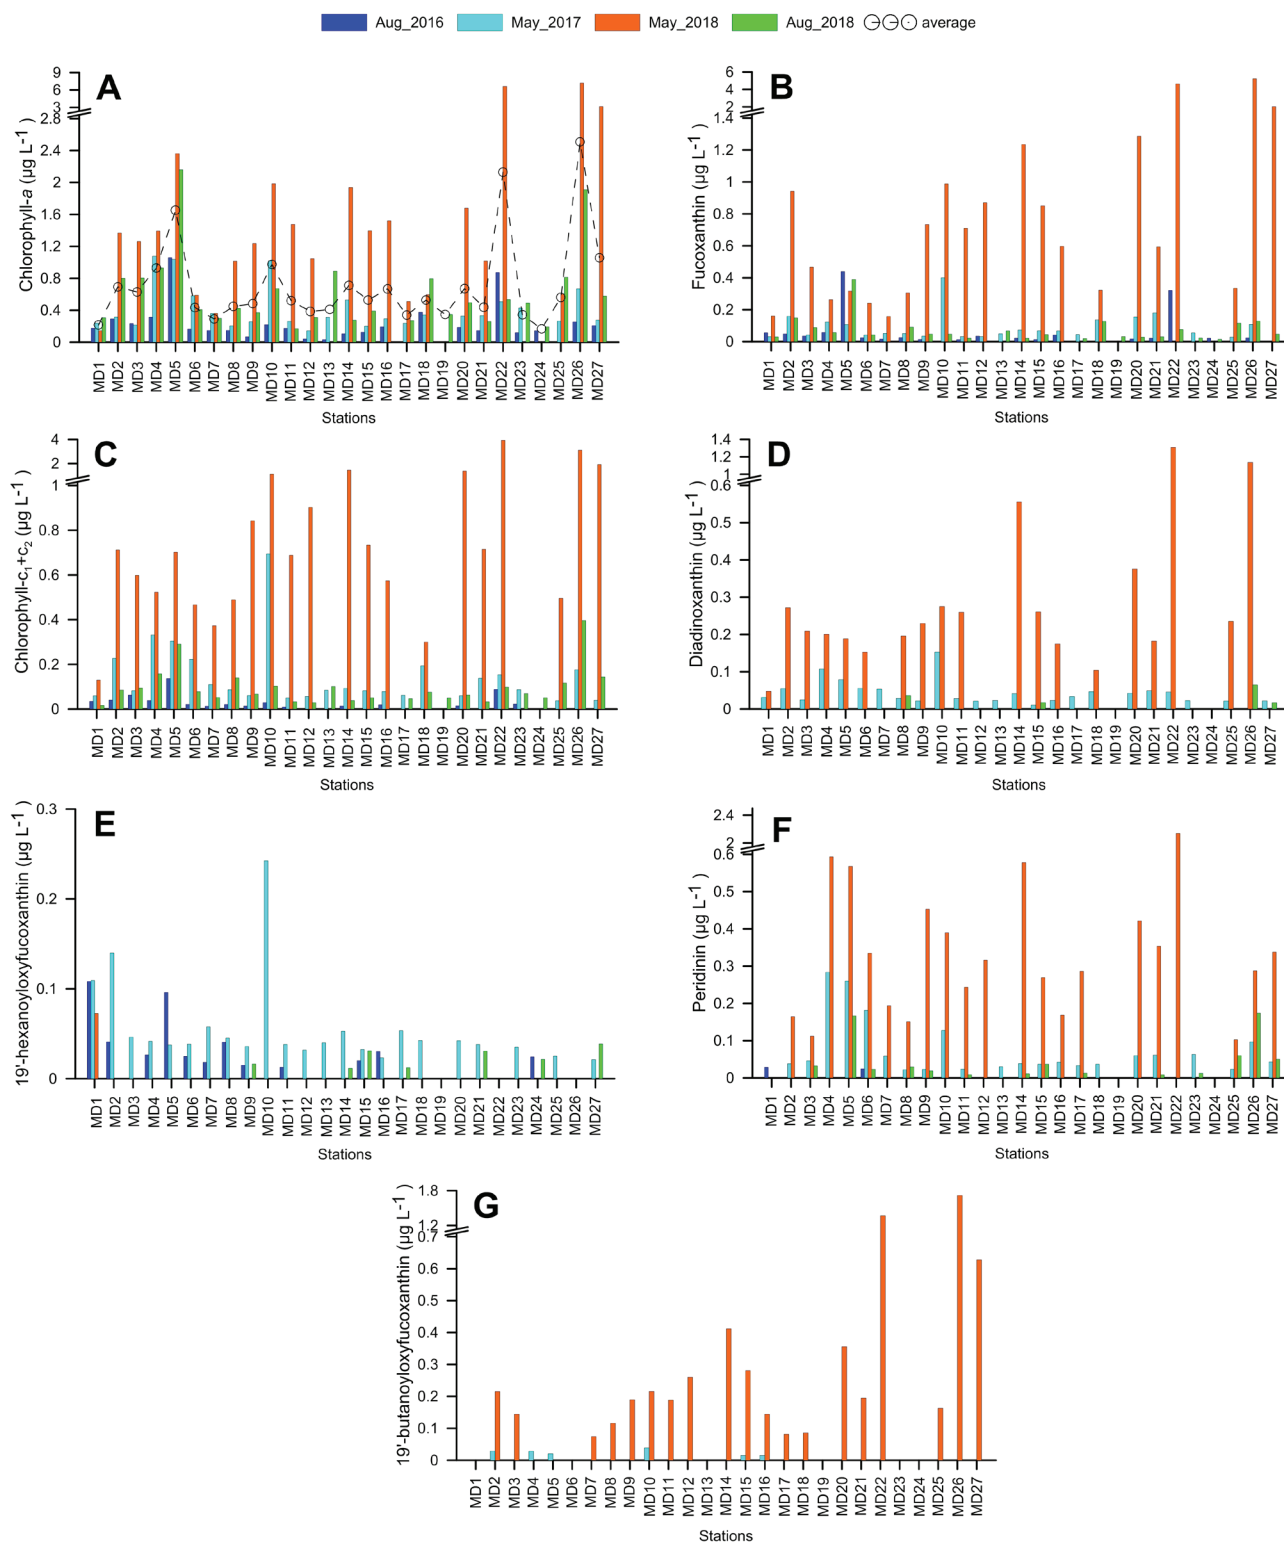 Aug_2016 May_2017 May_2018 Aug_2018 average
A
Chlorophyll-a (µg L-1 )
9
6
3
2.8
2.4
2
1.6
1.2
0.8
0.4
0
MD1 MD2 MD3 MD4 MD5 MD6 MD7 MD8 MD9 MD10 MD11 MD12 MD13 MD14 MD15 MD16 MD17 MD18 MD19 MD20 MD21 MD22 MD23 MD24 MD25 MD26 MD27
Stations
B
Fucoxanthin (µg L-1 )
6
4
2
1.4
1.2
1
0.8
0.6
0.4
0.2
0
MD1 MD2 MD3 MD4 MD5 MD6 MD7 MD8 MD9 MD10 MD11 MD12 MD13 MD14 MD15 MD16 MD17 MD18 MD19 MD20 MD21 MD22 MD23 MD24 MD25 MD26 MD27
Stations
C
Chlorophyll-c1+c2 (µg L-1 )
4
2
1
0.8
0.6
0.4
0.2
0
MD1 MD2 MD3 MD4 MD5 MD6 MD7 MD8 MD9 MD10 MD11 MD12 MD13 MD14 MD15 MD16 MD17 MD18 MD19 MD20 MD21 MD22 MD23 MD24 MD25 MD26 MD27
Stations
D
Diadinoxanthin (µg L-1 )
1.4
1.2
1
0.6
0.5
0.4
0.3
0.2
0.1
0
MD1 MD2 MD3 MD4 MD5 MD6 MD7 MD8 MD9 MD10 MD11 MD12 MD13 MD14 MD15 MD16 MD17 MD18 MD19 MD20 MD21 MD22 MD23 MD24 MD25 MD26 MD27
Stations
E
19'-hexanoyloxyfucoxanthin (µg L-1 )
0.3
0.2
0.1
0
MD1 MD2 MD3 MD4 MD5 MD6 MD7 MD8 MD9 MD10 MD11 MD12 MD13 MD14 MD15 MD16 MD17 MD18 MD19 MD20 MD21 MD22 MD23 MD24 MD25 MD26 MD27
Stations
F
Peridinin (µg L-1 )
2.4
2
0.6
0.5
0.4
0.3
0.2
0.1
0
MD1 MD2 MD3 MD4 MD5 MD6 MD7 MD8 MD9 MD10 MD11 MD12 MD13 MD14 MD15 MD16 MD17 MD18 MD19 MD20 MD21 MD22 MD23 MD24 MD25 MD26 MD27
Stations
G
19'-butanoyloxyfucoxanthin (µg L-1 )
1.8
1.2
0.7
0.6
0.5
0.4
0.3
0.2
0.1
0
MD1 MD2 MD3 MD4 MD5 MD6 MD7 MD8 MD9 MD10 MD11 MD12 MD13 MD14 MD15 MD16 MD17 MD18 MD19 MD20 MD21 MD22 MD23 MD24 MD25 MD26 MD27
Stations